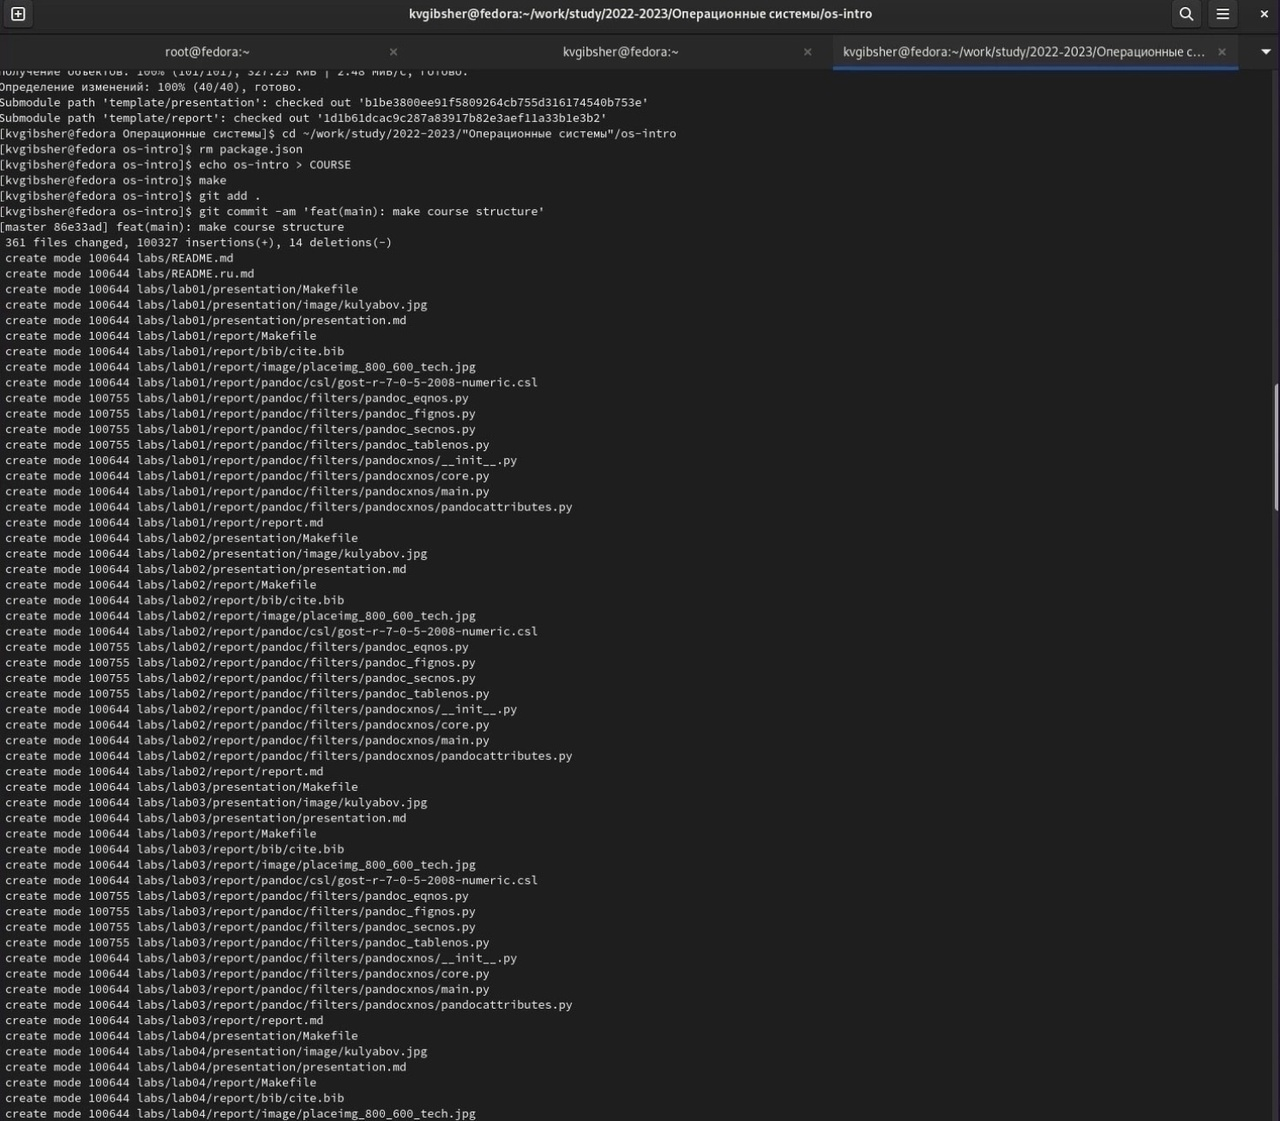 kvgibsher@fedora:~/work/study/2022-2023/Операционные системы/os-intro
root@fedora:~
kvgibsher@fedora:~
kvgibsher@fedora:~/work/study/2022-2023/Операционные с...
Получение объектов: 100% (101/101), 327.25 КиБ | 2.48 МиБ/с, готово.
Определение изменений: 100% (40/40), готово.
Submodule path 'template/presentation': checked out 'b1be3800ee91f5809264cb755d316174540b753e'
Submodule path 'template/report': checked out '1d1b61dcac9c287a83917b82e3aef11a33b1e3b2'
[kvgibsher@fedora Операционные системы]$ cd ~/work/study/2022-2023/"Операционные системы"/os-intro
[kvgibsher@fedora os-intro]$ rm package.json
[kvgibsher@fedora os-intro]$ echo os-intro > COURSE
[kvgibsher@fedora os-intro]$ make
[kvgibsher@fedora os-intro]$ git add .
[kvgibsher@fedora os-intro]$ git commit -am 'feat(main): make course structure'
[master 86e33ad] feat(main): make course structure
361 files changed, 100327 insertions(+), 14 deletions(-)
create mode 100644 labs/README.md
create mode 100644 labs/README.ru.md
create mode 100644 labs/lab01/presentation/Makefile
create mode 100644 labs/lab01/presentation/image/kulyabov.jpg
create mode 100644 labs/lab01/presentation/presentation.md
create mode 100644 labs/lab01/report/Makefile
create mode 100644 labs/lab01/report/bib/cite.bib
create mode 100644 labs/lab01/report/image/placeimg_800_600_tech.jpg
create mode 100644 labs/lab01/report/pandoc/csl/gost-r-7-0-5-2008-numeric.csl
create mode 100755 labs/lab01/report/pandoc/filters/pandoc_eqnos.py
create mode 100755 labs/lab01/report/pandoc/filters/pandoc_fignos.py
create mode 100755 labs/lab01/report/pandoc/filters/pandoc_secnos.py
create mode 100755 labs/lab01/report/pandoc/filters/pandoc_tablenos.py
create mode 100644 labs/lab01/report/pandoc/filters/pandocxnos/__init__.py
create mode 100644 labs/lab01/report/pandoc/filters/pandocxnos/core.py
create mode 100644 labs/lab01/report/pandoc/filters/pandocxnos/main.py
create mode 100644 labs/lab01/report/pandoc/filters/pandocxnos/pandocattributes.py
create mode 100644 labs/lab01/report/report.md
create mode 100644 labs/lab02/presentation/Makefile
create mode 100644 labs/lab02/presentation/image/kulyabov.jpg
create mode 100644 labs/lab02/presentation/presentation.md
create mode 100644 labs/lab02/report/Makefile
create mode 100644 labs/lab02/report/bib/cite.bib
create mode 100644 labs/lab02/report/image/placeimg_800_600_tech.jpg
create mode 100644 labs/lab02/report/pandoc/csl/gost-r-7-0-5-2008-numeric.csl
create mode 100755 labs/lab02/report/pandoc/filters/pandoc_eqnos.py
create mode 100755 labs/lab02/report/pandoc/filters/pandoc_fignos.py
create mode 100755 labs/lab02/report/pandoc/filters/pandoc_secnos.py
create mode 100755 labs/lab02/report/pandoc/filters/pandoc_tablenos.py
create mode 100644 labs/lab02/report/pandoc/filters/pandocxnos/__init__.py
create mode 100644 labs/lab02/report/pandoc/filters/pandocxnos/core.py
create mode 100644 labs/lab02/report/pandoc/filters/pandocxnos/main.py
create mode 100644 labs/lab02/report/pandoc/filters/pandocxnos/pandocattributes.py
create mode 100644 labs/lab02/report/report.md
create mode 100644 labs/lab03/presentation/Makefile
create mode 100644 labs/lab03/presentation/image/kulyabov.jpg
create mode 100644 labs/lab03/presentation/presentation.md
create mode 100644 labs/lab03/report/Makefile
create mode 100644 labs/lab03/report/bib/cite.bib
create mode 100644 labs/lab03/report/image/placeimg_800_600_tech.jpg
create mode 100644 labs/lab03/report/pandoc/csl/gost-r-7-0-5-2008-numeric.csl
create mode 100755 labs/lab03/report/pandoc/filters/pandoc_eqnos.py
create mode 100755 labs/lab03/report/pandoc/filters/pandoc_fignos.py
create mode 100755 labs/lab03/report/pandoc/filters/pandoc_secnos.py
create mode 100755 labs/lab03/report/pandoc/filters/pandoc_tablenos.py
create mode 100644 labs/lab03/report/pandoc/filters/pandocxnos/__init__.py
create mode 100644 labs/lab03/report/pandoc/filters/pandocxnos/core.py
create mode 100644 labs/lab03/report/pandoc/filters/pandocxnos/main.py
create mode 100644 labs/lab03/report/pandoc/filters/pandocxnos/pandocattributes.py
create mode 100644 labs/lab03/report/report.md
create mode 100644 labs/lab04/presentation/Makefile
create mode 100644 labs/lab04/presentation/image/kulyabov.jpg
create mode 100644 labs/lab04/presentation/presentation.md
create mode 100644 labs/lab04/report/Makefile
create mode 100644 labs/lab04/report/bib/cite.bib
create mode 100644 labs/lab04/report/image/placeimg_800_600_tech.jpg